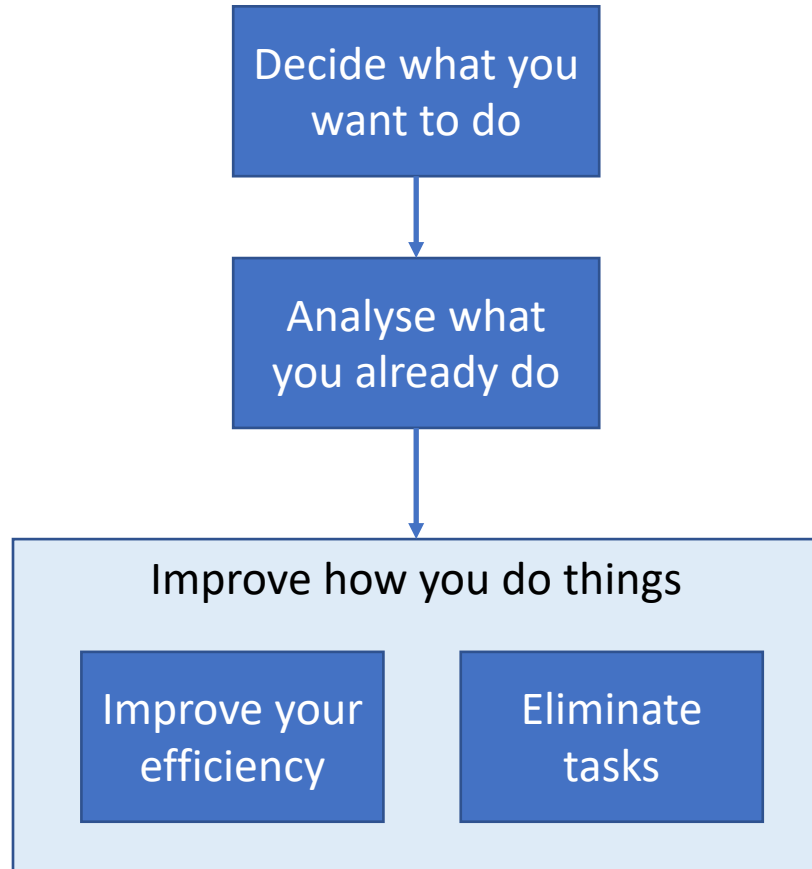 Decide what you
want to do
Analyse what
you already do
Improve how you do things
Improve your
efficiency
Eliminate
tasks